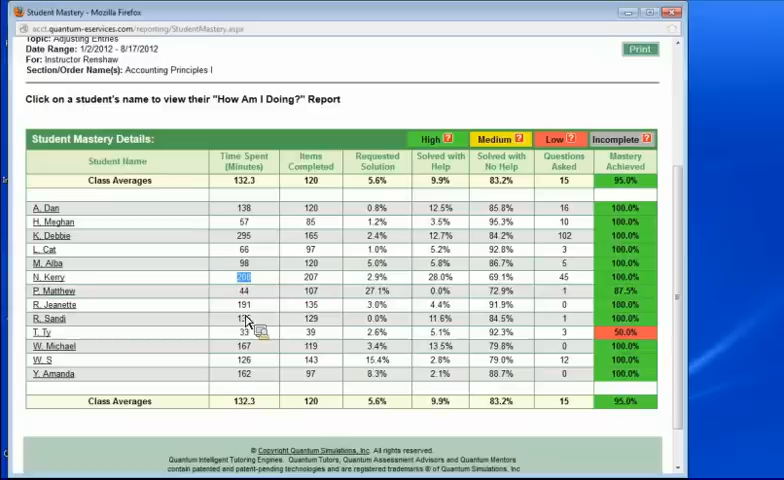 Student Mastery - Mozilla Firefox
acct.quantum-eservices.com/reporting/StudentMastery.aspx
Topic: Adjusting Entries
Date Range: 1/2/2012 - 8/17/2012
For: Instructor Renshaw
Section/Order Name(s): Accounting Principles I
Print
Click on a student's name to view their "How Am I Doing?" Report
Student Mastery Details: High ? Medium ? Low ? Incomplete ?
Student Name Time Spent (Minutes) Items Completed Requested Solution Solved with Help Solved with No Help Questions Asked Mastery Achieved
Class Averages 132.3 120 5.6% 9.9% 83.2% 15 95.0%
A, Dan 138 120 0.8% 12.5% 85.8% 16 100.0%
H, Meghan 57 85 1.2% 3.5% 95.3% 10 100.0%
K, Debbie 295 165 2.4% 12.7% 84.2% 102 100.0%
L, Cat 66 97 1.0% 5.2% 92.8% 3 100.0%
M, Alba 98 120 5.0% 5.8% 86.7% 5 100.0%
N, Kerry 207 2.9% 28.0% 69.1% 45 100.0%
P, Matthew 44 107 27.1% 0.0% 72.9% 1 87.5%
R, Jeanette 191 135 3.0% 4.4% 91.9% 0 100.0%
R, Sandi 129 0.0% 11.6% 84.5% 1 100.0%
T, Ty 33 39 2.6% 5.1% 92.3% 3 50.0%
W, Michael 167 119 3.4% 13.5% 79.8% 0 100.0%
W, S 126 143 15.4% 2.8% 79.0% 12 100.0%
Y, Amanda 162 97 8.3% 2.1% 88.7% 0 100.0%
Class Averages 132.3 120 5.6% 9.9% 83.2% 15 95.0%
© Copyright Quantum Simulations, Inc. All rights reserved.
Quantum Intelligent Tutoring Engines. Quantum Tutors, Quantum Assessment Advisors and Quantum Mentors
contain patented and patent-pending technologies and are registered trademarks ® of Quantum Simulations, Inc